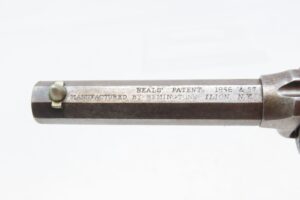 BEALS' PATENT, 1856 & 57
MANUFACTURED BY REMINGTONS ILION, N.Y.